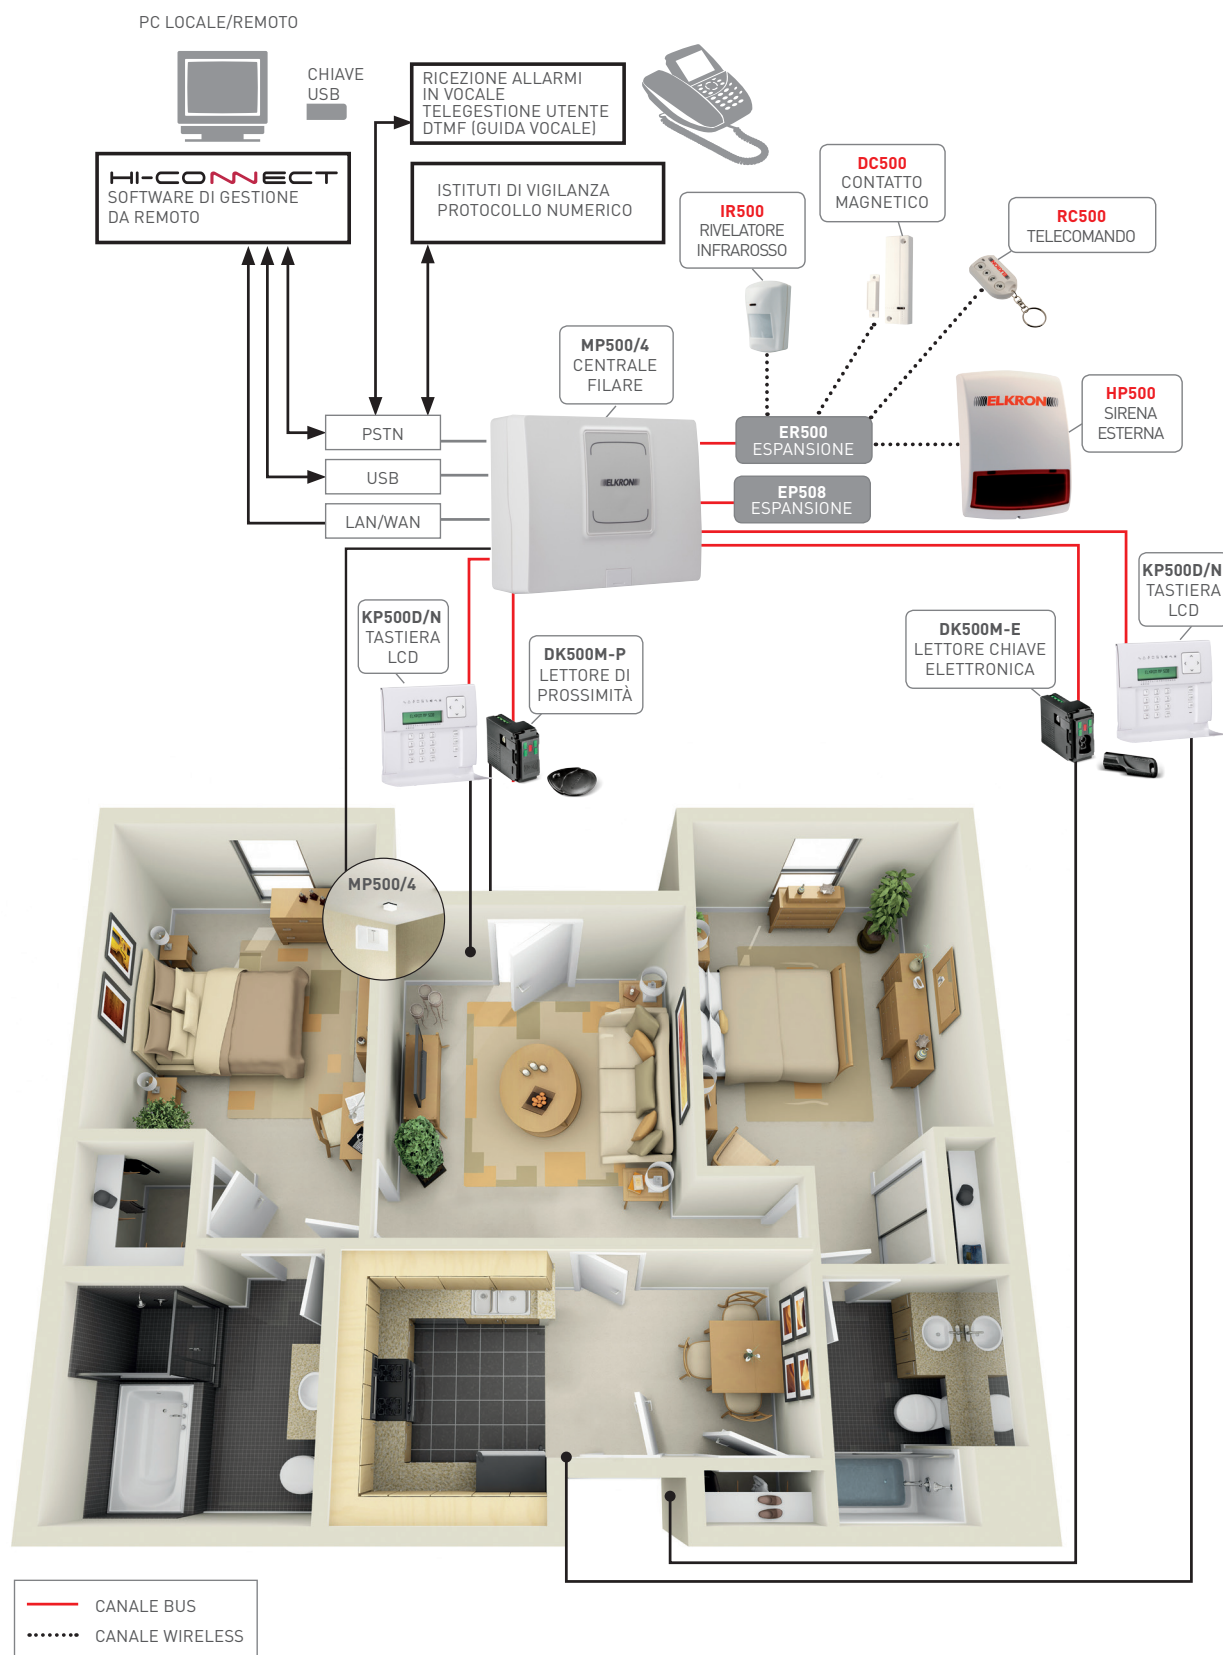 PC LOCALE/REMOTO
CHIAVE
USB
RICEZIONE ALLARMI
IN VOCALE
TELEGESTIONE UTENTE
DTMF (GUIDA VOCALE)
HI-CONNECT
SOFTWARE DI GESTIONE
DA REMOTO
ISTITUTI DI VIGILANZA
PROTOCOLLO NUMERICO
DC500
CONTATTO
MAGNETICO
IR500
RIVELATORE
INFRAROSSO
RC500
TELECOMANDO
MP500/4
CENTRALE
FILARE
HP500
SIRENA
ESTERNA
ELKRON
PSTN
USB
LAN/WAN
ELKRON
ER500
ESPANSIONE
EP508
ESPANSIONE
KP500D/N
TASTIERA
LCD
KP500D/N
TASTIERA
LCD
DK500M-P
LETTORE DI
PROSSIMITÀ
DK500M-E
LETTORE CHIAVE
ELETTRONICA
MP500/4
CANALE BUS
CANALE WIRELESS